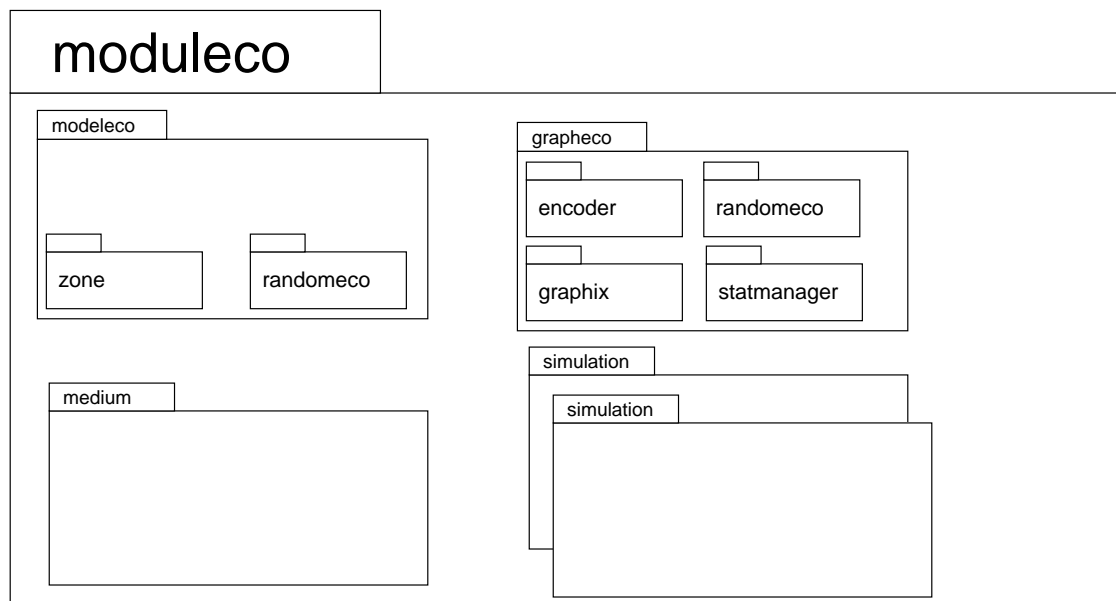 moduleco
modeleco
zone
randomeco
grapheco
encoder
randomeco
graphix
statmanager
medium
simulation
simulation